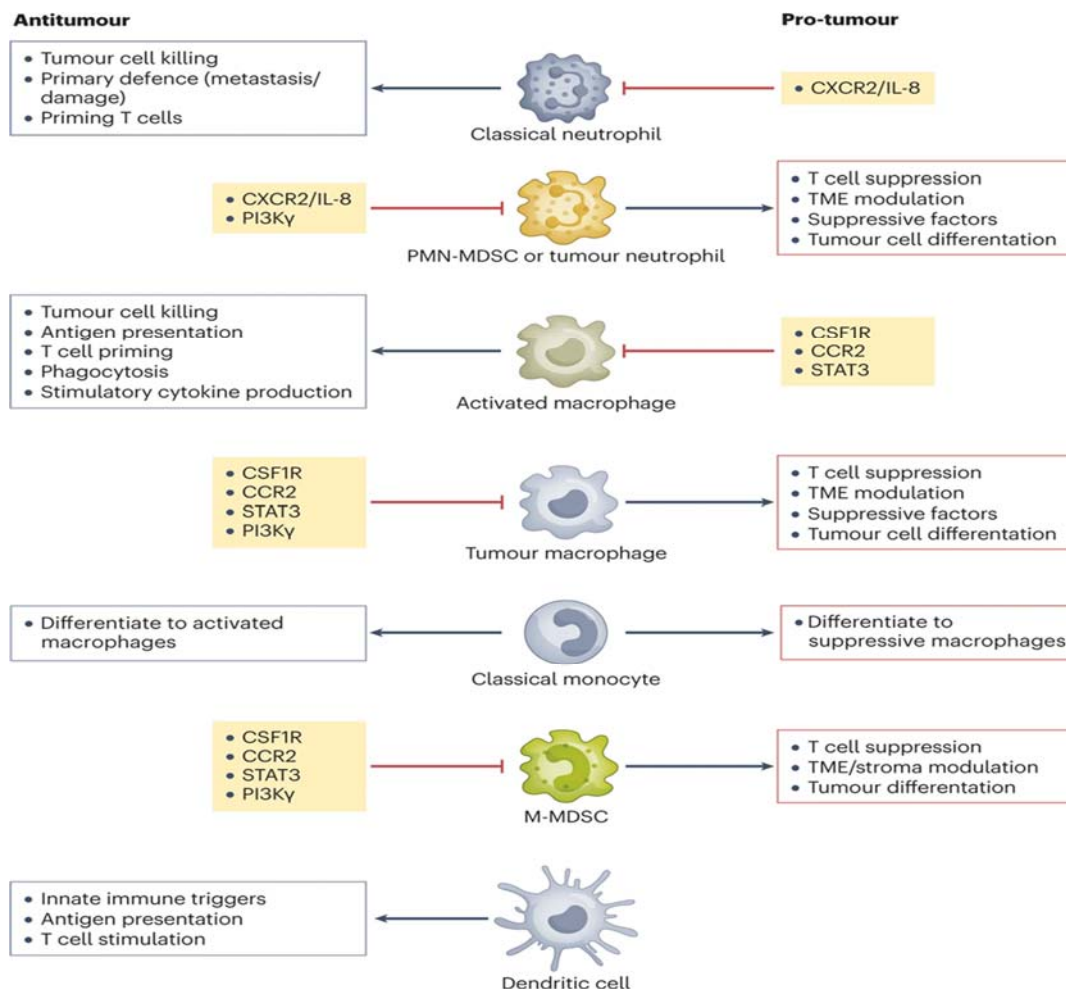 Antitumour
Pro-tumour
• Tumour cell killing
• Primary defence (metastasis/
damage)
• Priming T cells
Classical neutrophil
• CXCR2/IL-8
• CXCR2/IL-8
• PI3Kγ
PMN-MDSC or tumour neutrophil
• T cell suppression
• TME modulation
• Suppressive factors
• Tumour cell differentation
• Tumour cell killing
• Antigen presentation
• T cell priming
• Phagocytosis
• Stimulatory cytokine production
Activated macrophage
• CSF1R
• CCR2
• STAT3
• CSF1R
• CCR2
• STAT3
• PI3Kγ
Tumour macrophage
• T cell suppression
• TME modulation
• Suppressive factors
• Tumour cell differentation
• Differentiate to activated
macrophages
Classical monocyte
• Differentiate to
suppressive macrophages
• CSF1R
• CCR2
• STAT3
• PI3Kγ
M-MDSC
• T cell suppression
• TME/stroma modulation
• Tumour differentation
• Innate immune triggers
• Antigen presentation
• T cell stimulation
Dendritic cell